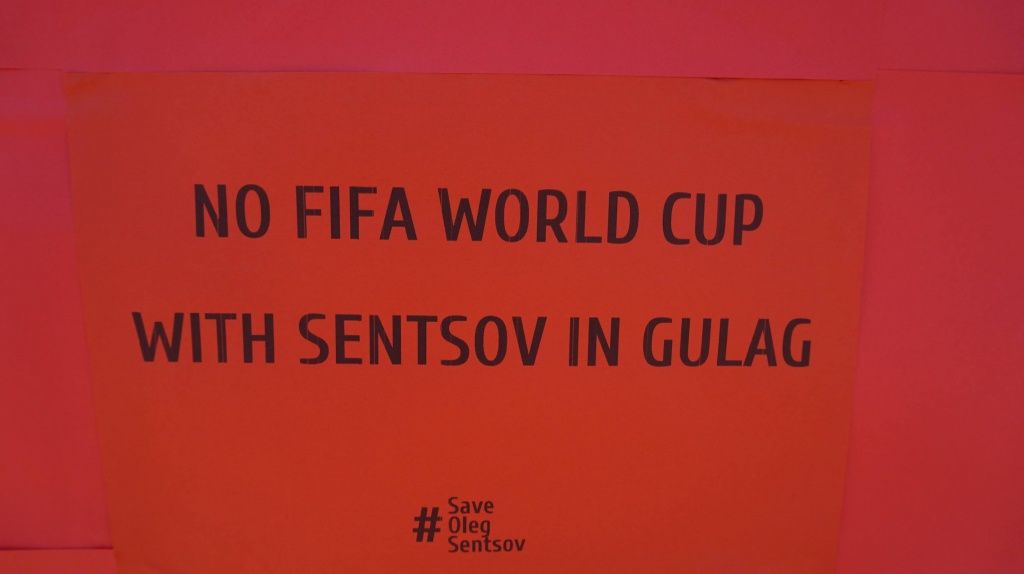 NO FIFA WORLD CUP
WITH SENTSOV IN GULAG
#Save
Oleg
Sentsov